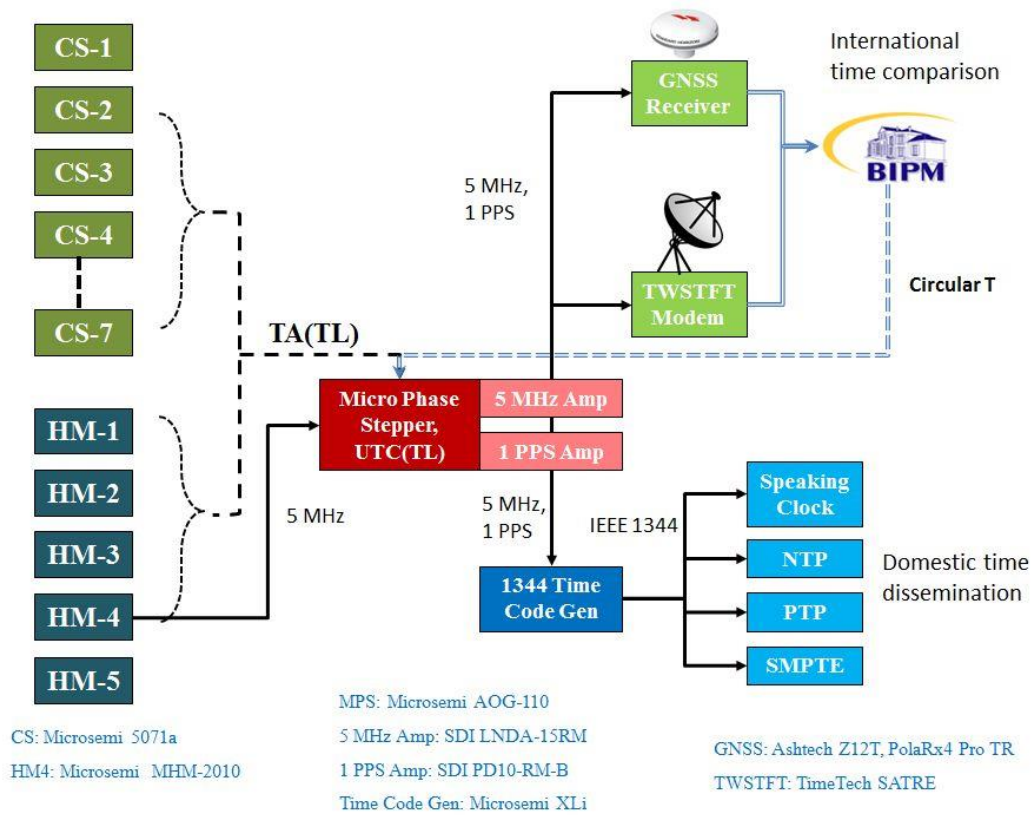 CS-1
CS-2
CS-3
CS-4
CS-7
HM-1
HM-2
HM-3
HM-4
HM-5
TA(TL)
5 MHz
Micro Phase
Stepper,
UTC(TL)
5 MHz Amp
1 PPS Amp
5 MHz,
1 PPS
GNSS
Receiver
TWSTFT
Modem
International
time comparison
BIPM
Circular T
5 MHz,
1 PPS
IEEE 1344
1344 Time
Code Gen
Speaking
Clock
NTP
PTP
SMPTE
Domestic time
dissemination
CS: Microsemi 5071a
HM4: Microsemi MHM-2010
MPS: Microsemi AOG-110
5 MHz Amp: SDI LNDA-15RM
1 PPS Amp: SDI PD10-RM-B
Time Code Gen: Microsemi XLi
GNSS: Ashtech Z12T, PolaRx4 Pro TR
TWSTFT: TimeTech SATRE